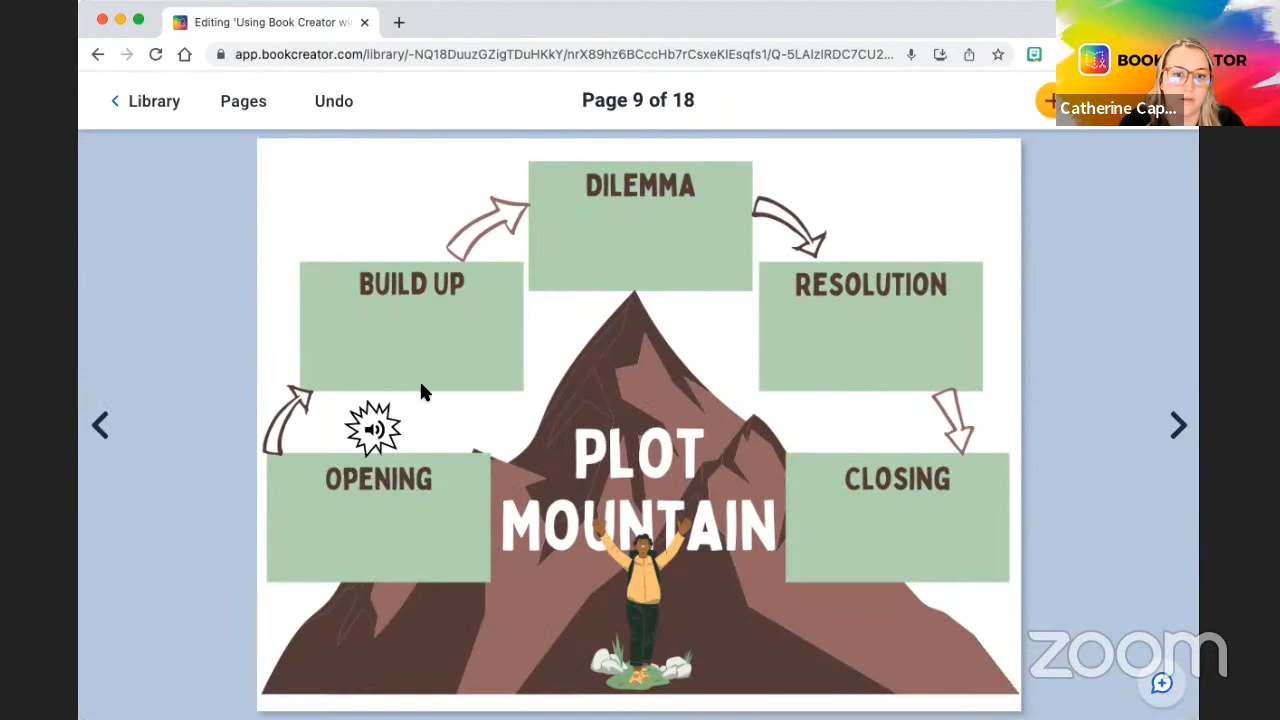 Editing 'Using Book Creator wi
app.bookcreator.com/library/-NQ18DuuzGZigTDuHKkY/nrX89hz6BCccHb7rCsxeKIEsqfs1/Q-5LAIzIRDC7CU2...
Library
Pages
Undo
Page 9 of 18
BOOK CREATOR
Catherine Cap...
DILEMMA
BUILD UP
RESOLUTION
OPENING
CLOSING
PLOT
MOUNTAIN
zoom